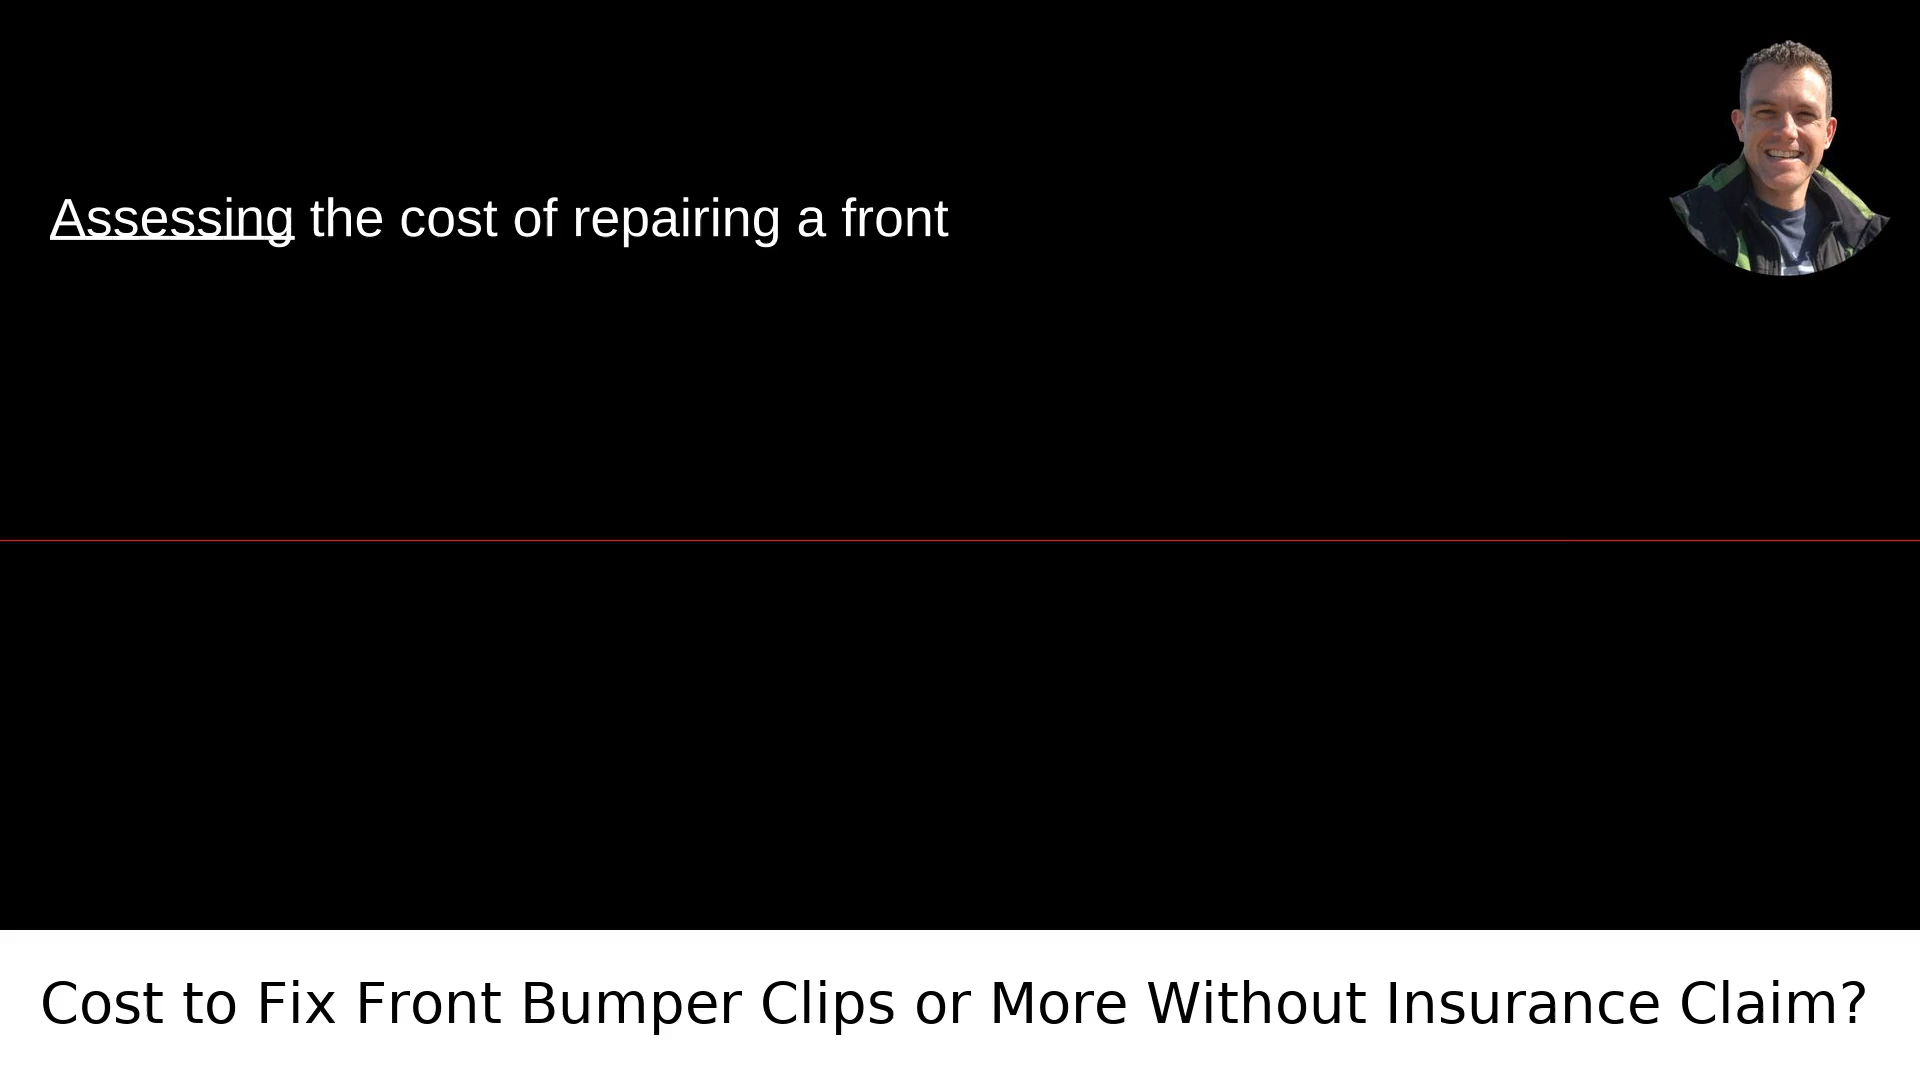 Assessing the cost of repairing a front
Cost to Fix Front Bumper Clips or More Without Insurance Claim?